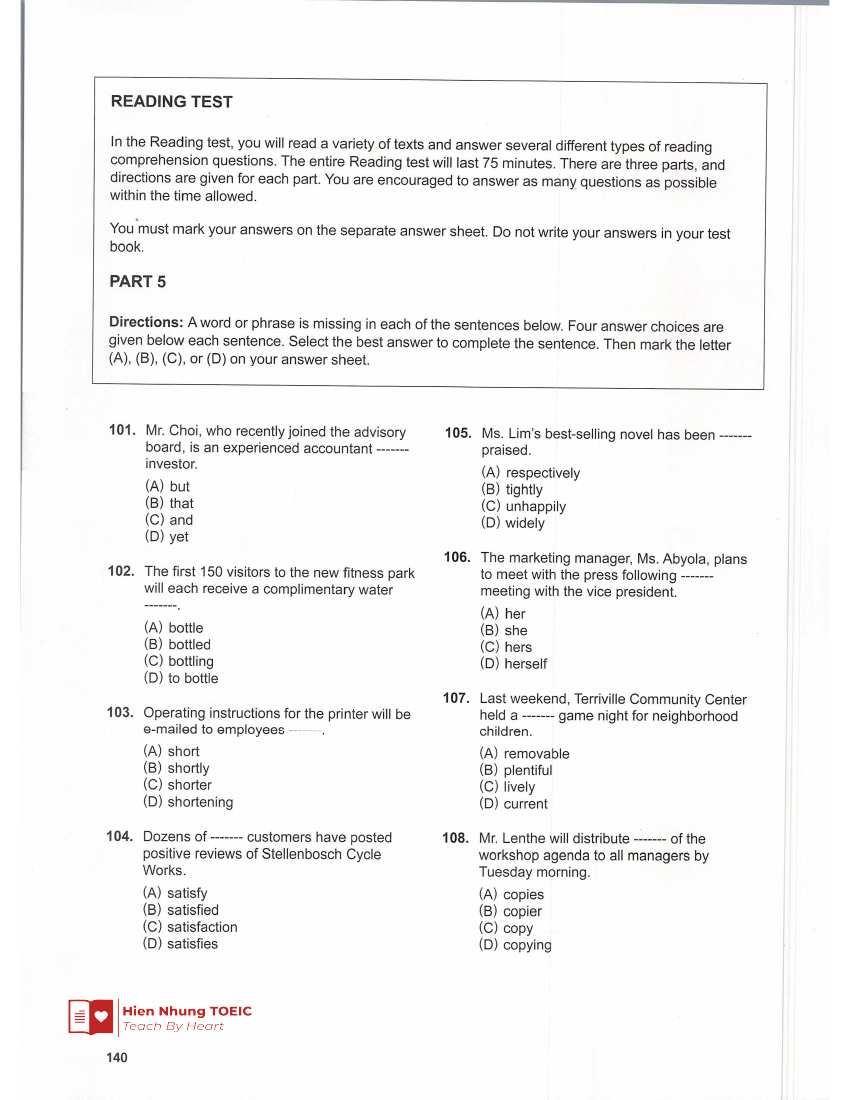 READING TEST
In the Reading test, you will read a variety of texts and answer several different types of reading
comprehension questions. The entire Reading test will last 75 minutes. There are three parts, and
directions are given for each part. You are encouraged to answer as many questions as possible
within the time allowed.
You must mark your answers on the separate answer sheet. Do not write your answers in your test
book.
PART 5
Directions: A word or phrase is missing in each of the sentences below. Four answer choices are
given below each sentence. Select the best answer to complete the sentence. Then mark the letter
(A), (B), (C), or (D) on your answer sheet.
101. Mr. Choi, who recently joined the advisory
board, is an experienced accountant -------
investor.
(A) but
(B) that
(C) and
(D) yet
102. The first 150 visitors to the new fitness park
will each receive a complimentary water
-------.
(A) bottle
(B) bottled
(C) bottling
(D) to bottle
103. Operating instructions for the printer will be
e-mailed to employees -------.
(A) short
(B) shortly
(C) shorter
(D) shortening
104. Dozens of ------- customers have posted
positive reviews of Stellenbosch Cycle
Works.
(A) satisfy
(B) satisfied
(C) satisfaction
(D) satisfies
105. Ms. Lim's best-selling novel has been -------
praised.
(A) respectively
(B) tightly
(C) unhappily
(D) widely
106. The marketing manager, Ms. Abyola, plans
to meet with the press following -------
meeting with the vice president.
(A) her
(B) she
(C) hers
(D) herself
107. Last weekend, Terriville Community Center
held a ------- game night for neighborhood
children.
(A) removable
(B) plentiful
(C) lively
(D) current
108. Mr. Lenthe will distribute ------- of the
workshop agenda to all managers by
Tuesday morning.
(A) copies
(B) copier
(C) copy
(D) copying
Hien Nhung TOEIC
Teach By Heart
140